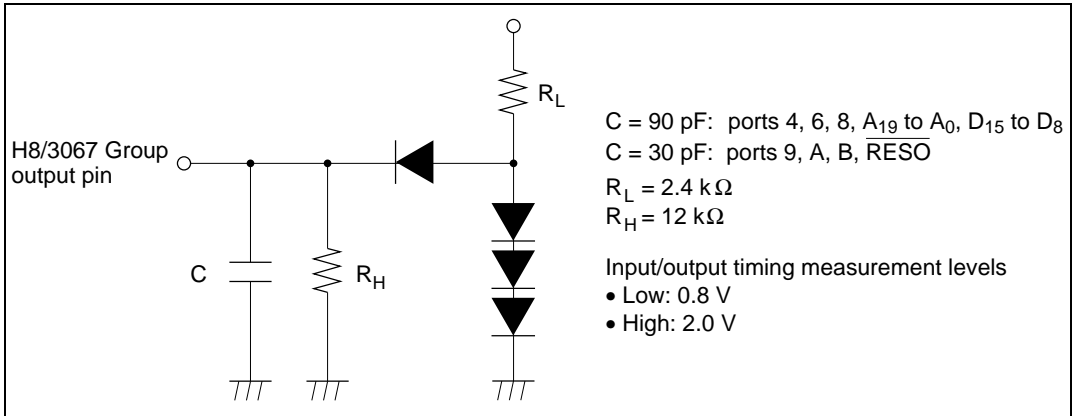 R_L
H8/3067 Group
output pin
C
R_H
C = 90 pF: ports 4, 6, 8, A₁₉ to A₀, D₁₅ to D₈
C = 30 pF: ports 9, A, B, R̅E̅S̅O̅
R_L = 2.4 kΩ
R_H = 12 kΩ
Input/output timing measurement levels
• Low: 0.8 V
• High: 2.0 V